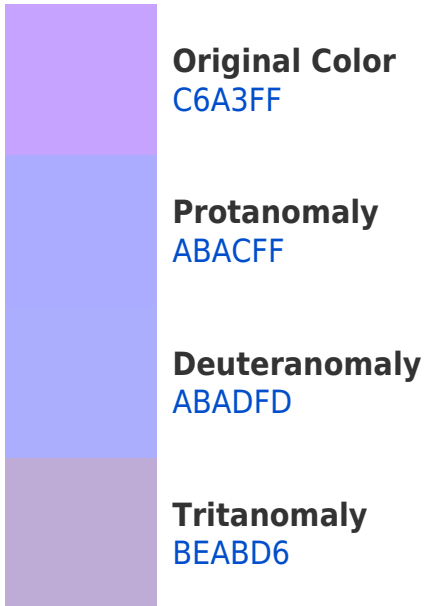 Original Color
C6A3FF
Protanomaly
ABACFF
Deuteranomaly
ABADFD
Tritanomaly
BEABD6